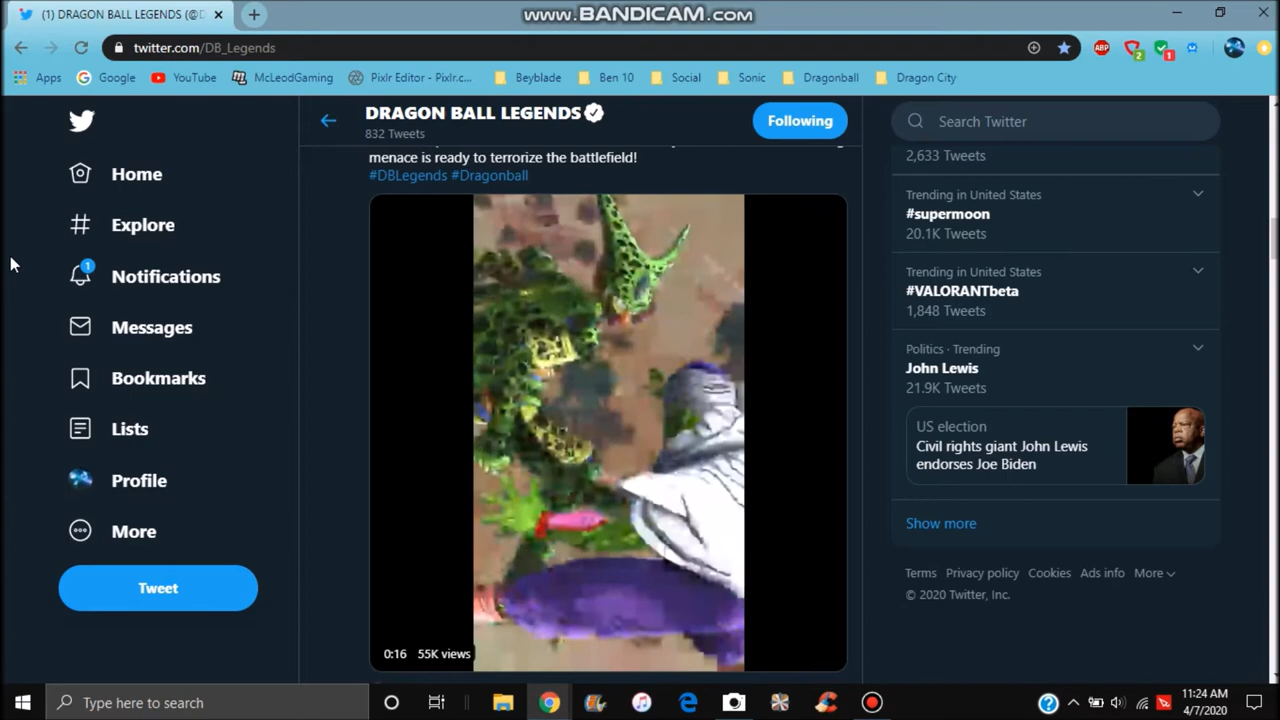 www.BANDICAM.com
(1) DRAGON BALL LEGENDS (@D
twitter.com/DB_Legends
ABP
2
1
Apps
Google
YouTube
McLeodGaming
Pixlr Editor - Pixlr.c...
Beyblade
Ben 10
Social
Sonic
Dragonball
Dragon City
Home
Explore
1
Notifications
Messages
Bookmarks
Lists
Profile
More
Tweet
DRAGON BALL LEGENDS
832 Tweets
Following
menace is ready to terrorize the battlefield!
#DBLegends #Dragonball
0:16 55K views
Search Twitter
2,633 Tweets
Trending in United States
#supermoon
20.1K Tweets
Trending in United States
#VALORANTbeta
1,848 Tweets
Politics · Trending
John Lewis
21.9K Tweets
US election
Civil rights giant John Lewis
endorses Joe Biden
Show more
Terms Privacy policy Cookies Ads info More
© 2020 Twitter, Inc.
Type here to search
11:24 AM
4/7/2020